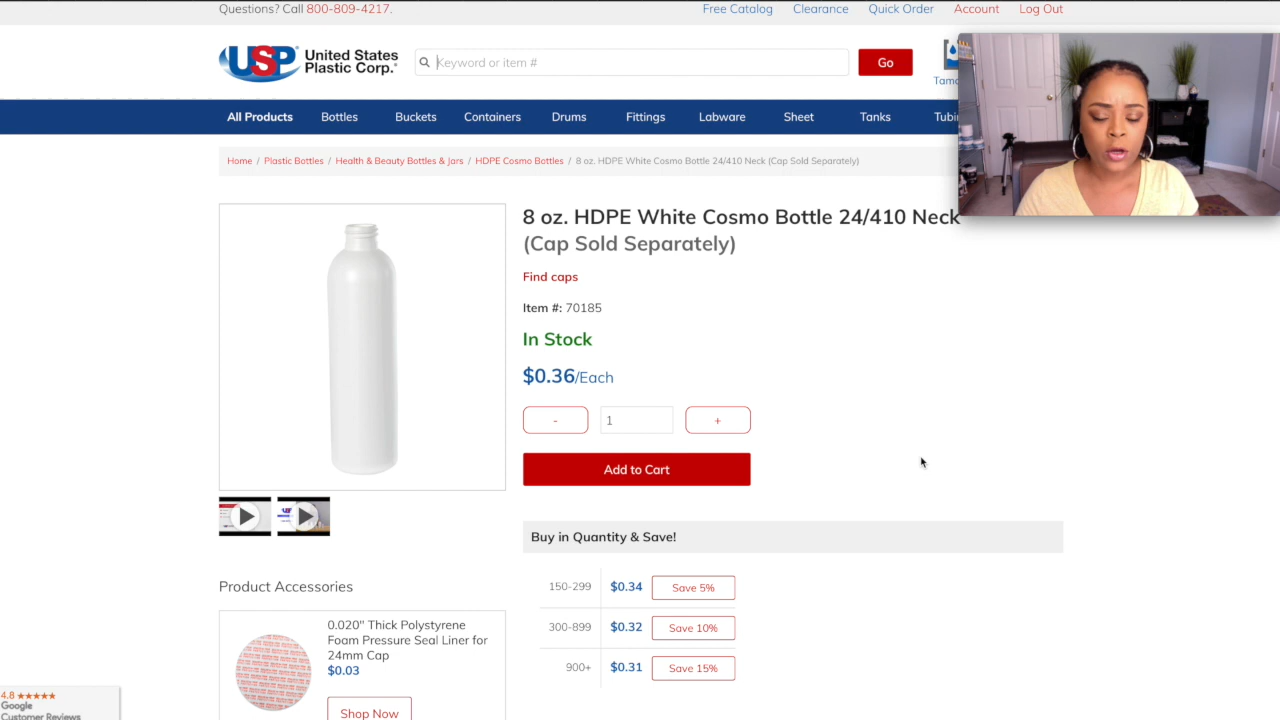 Questions? Call 800-809-4217.
Free Catalog Clearance Quick Order Account Log Out
USP United States
Plastic Corp.®
Keyword or item #
Go
All Products Bottles Buckets Containers Drums Fittings Labware Sheet Tanks
Home / Plastic Bottles / Health & Beauty Bottles & Jars / HDPE Cosmo Bottles / 8 oz. HDPE White Cosmo Bottle 24/410 Neck (Cap Sold Separately)
8 oz. HDPE White Cosmo Bottle 24/410 Neck
(Cap Sold Separately)
Find caps
Item #: 70185
In Stock
$0.36/Each
- 1 +
Add to Cart
Buy in Quantity & Save!
150-299 $0.34 Save 5%
300-899 $0.32 Save 10%
900+ $0.31 Save 15%
Product Accessories
0.020" Thick Polystyrene
Foam Pressure Seal Liner for
24mm Cap
$0.03
Shop Now
4.8 ★★★★★
Google
Customer Reviews